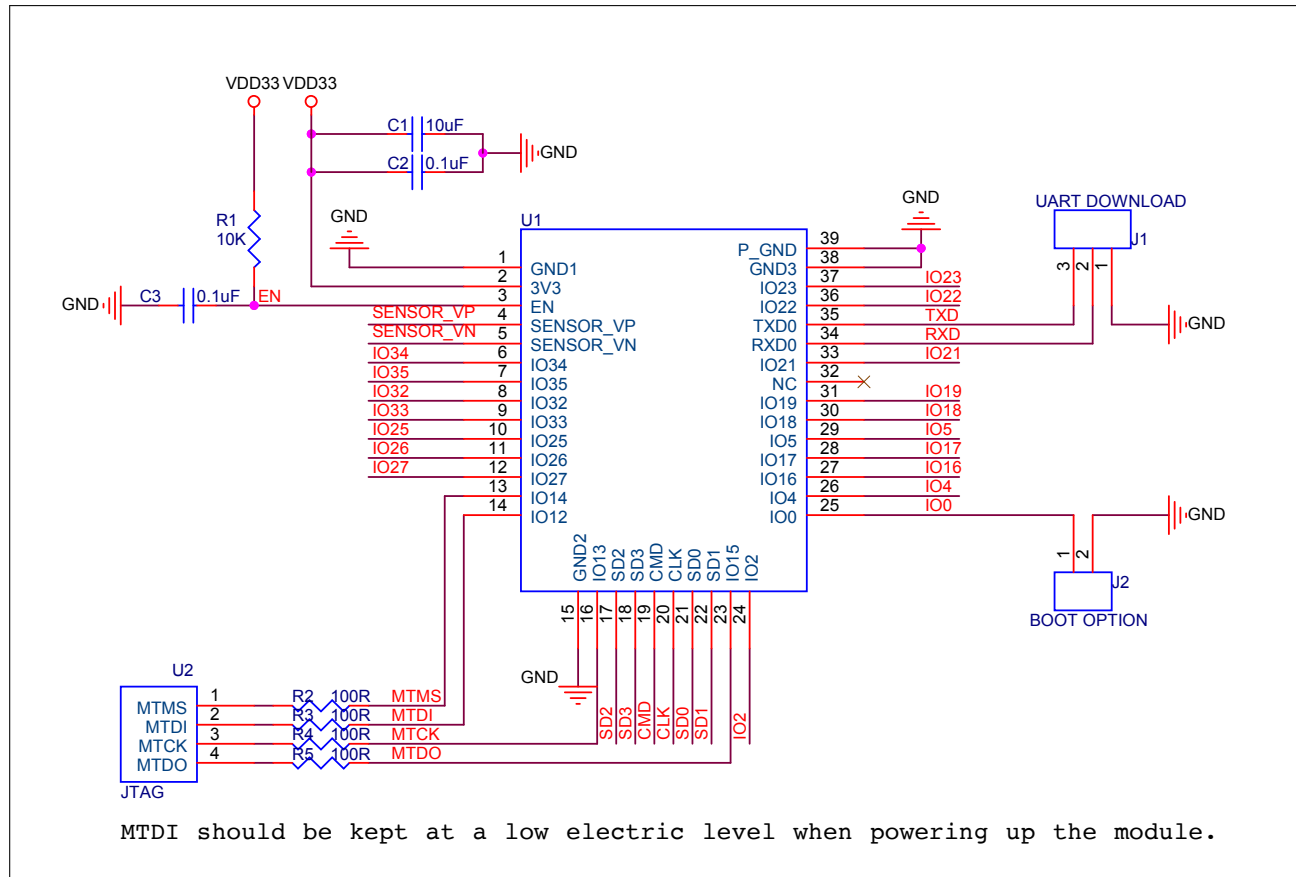 VDD33 VDD33
C1 10uF
C2 0.1uF
GND
R1
10K
GND
C3 0.1uF EN
GND
U1
1 GND1
2 3V3
3 EN
SENSOR_VP 4 SENSOR_VP
SENSOR_VN 5 SENSOR_VN
IO34 6 IO34
IO35 7 IO35
IO32 8 IO32
IO33 9 IO33
IO25 10 IO25
IO26 11 IO26
IO27 12 IO27
13 IO14
14 IO12
GND
P_GND 39
GND3 38
IO23 37 IO23
IO22 36 IO22
TXD0 35 TXD
RXD0 34 RXD
IO21 33 IO21
NC 32
IO19 31 IO19
IO18 30 IO18
IO5 29 IO5
IO17 28 IO17
IO16 27 IO16
IO4 26 IO4
IO0 25 IO0
UART DOWNLOAD
J1
3 2 1
GND
GND
1 2
J2
BOOT OPTION
GND2 IO13 SD2 SD3 CMD CLK SD0 SD1 IO15 IO2
15 16 17 18 19 20 21 22 23 24
GND
SD2 SD3 CMD CLK SD0 SD1 IO2
U2
MTMS 1 R2 100R MTMS
MTDI 2 R3 100R MTDI
MTCK 3 R4 100R MTCK
MTDO 4 R5 100R MTDO
JTAG
MTDI should be kept at a low electric level when powering up the module.